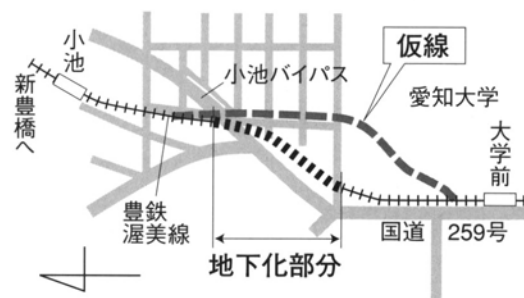 小池
新豊橋へ
小池バイパス
仮線
愛知大学
大学前
豊鉄
渥美線
地下化部分
国道 259号